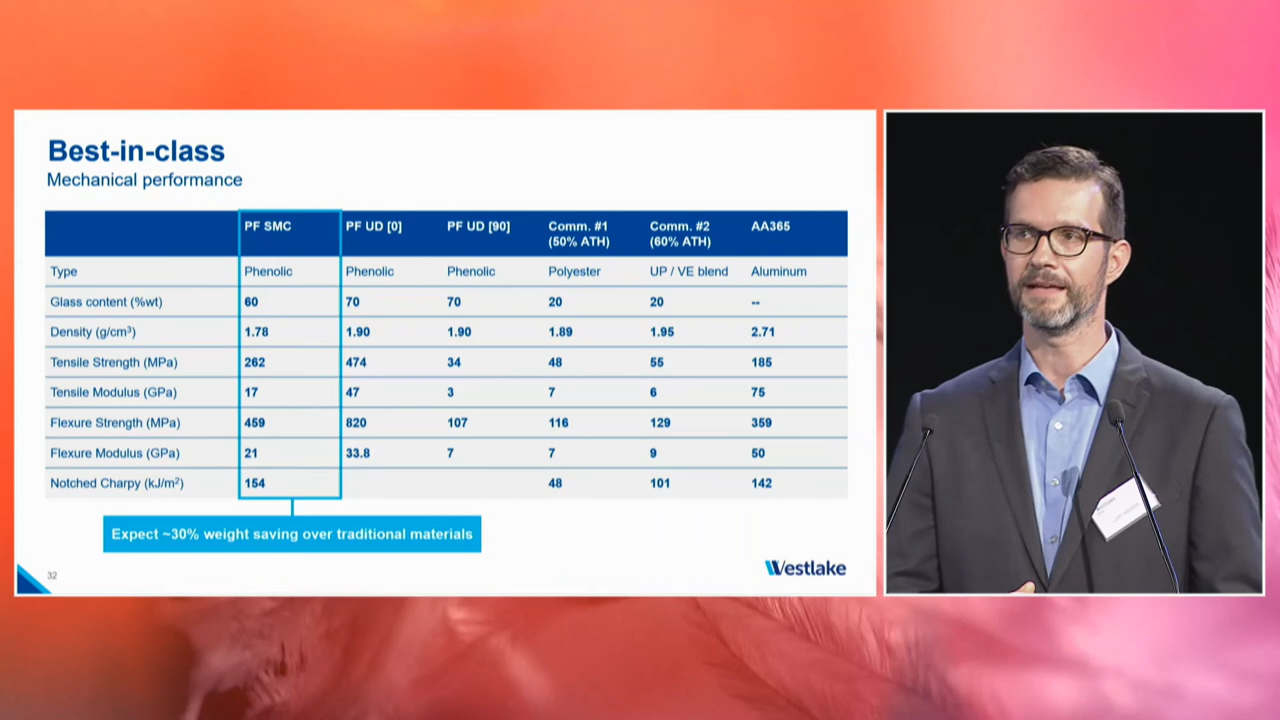 Best-in-class
Mechanical performance
PF SMC PF UD [0] PF UD [90] Comm. #1 (50% ATH) Comm. #2 (60% ATH) AA365
Type Phenolic Phenolic Phenolic Polyester UP / VE blend Aluminum
Glass content (%wt) 60 70 70 20 20 --
Density (g/cm³) 1.78 1.90 1.90 1.89 1.95 2.71
Tensile Strength (MPa) 262 474 34 48 55 185
Tensile Modulus (GPa) 17 47 3 7 6 75
Flexure Strength (MPa) 459 820 107 116 129 359
Flexure Modulus (GPa) 21 33.8 7 7 9 50
Notched Charpy (kJ/m²) 154 48 101 142
Expect ~30% weight saving over traditional materials
32
Westlake